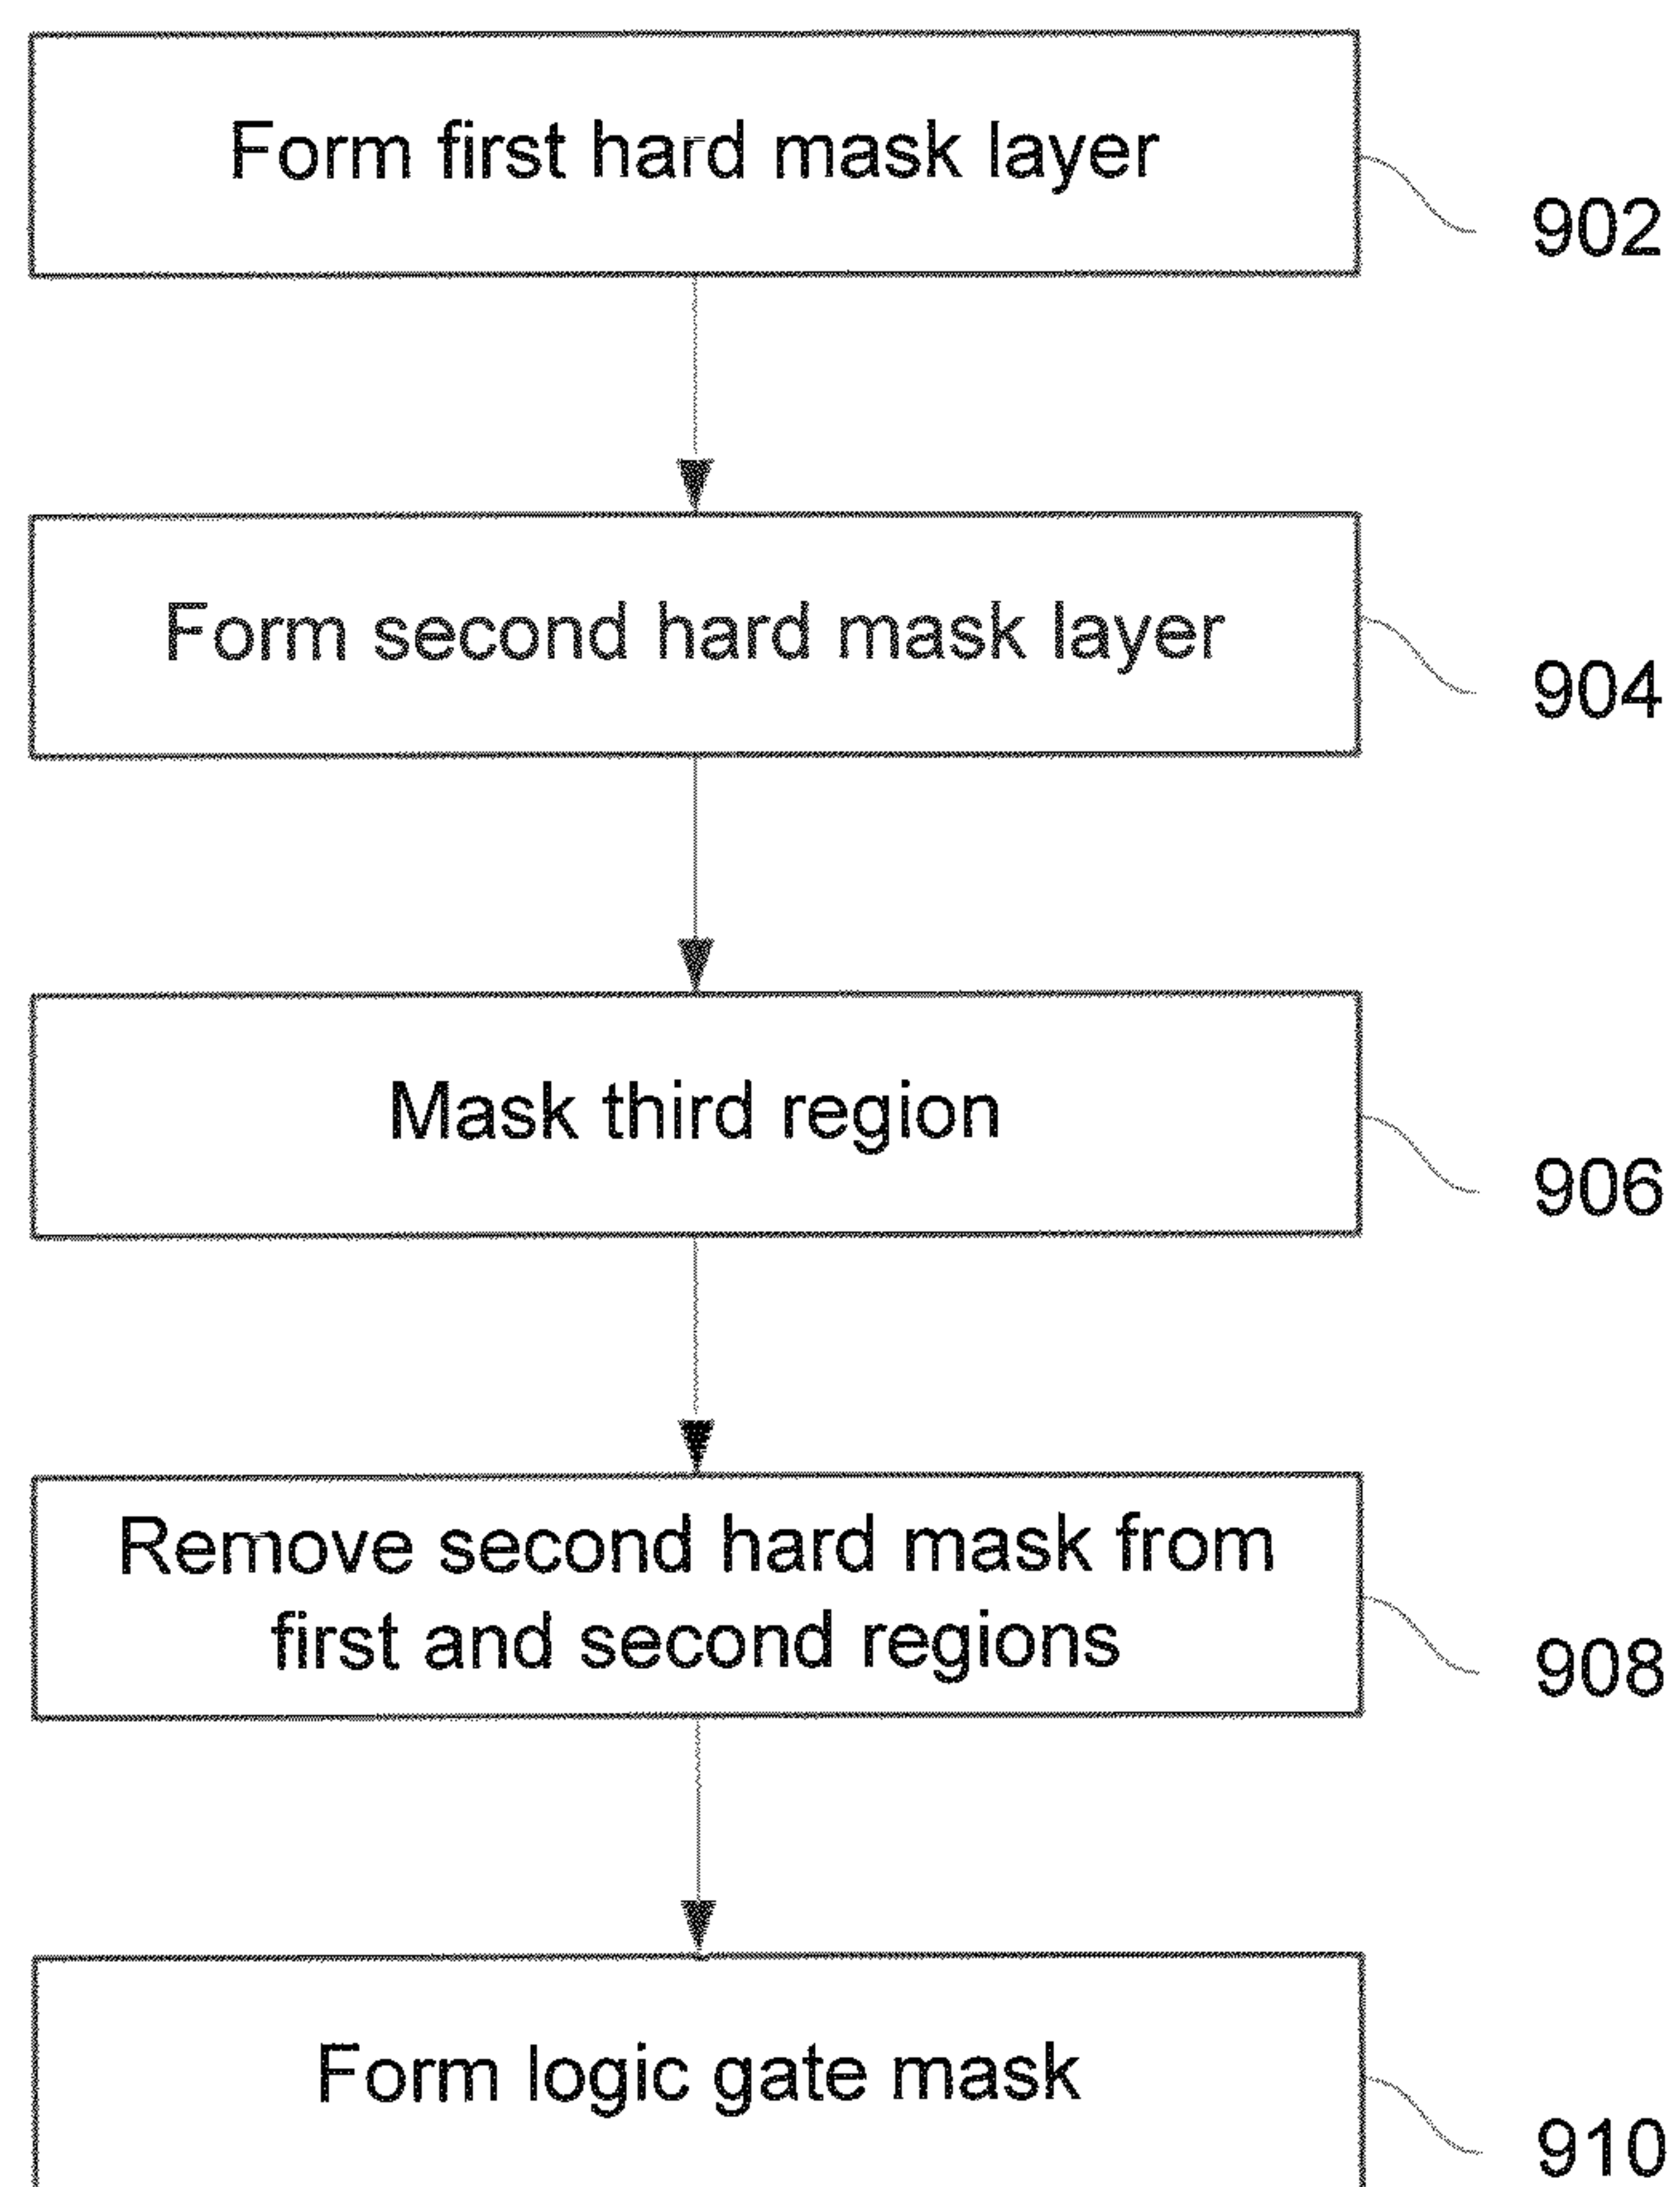 Form first hard mask layer
902
Form second hard mask layer
904
Mask third region
906
Remove second hard mask from
first and second regions
908
Form logic gate mask
910